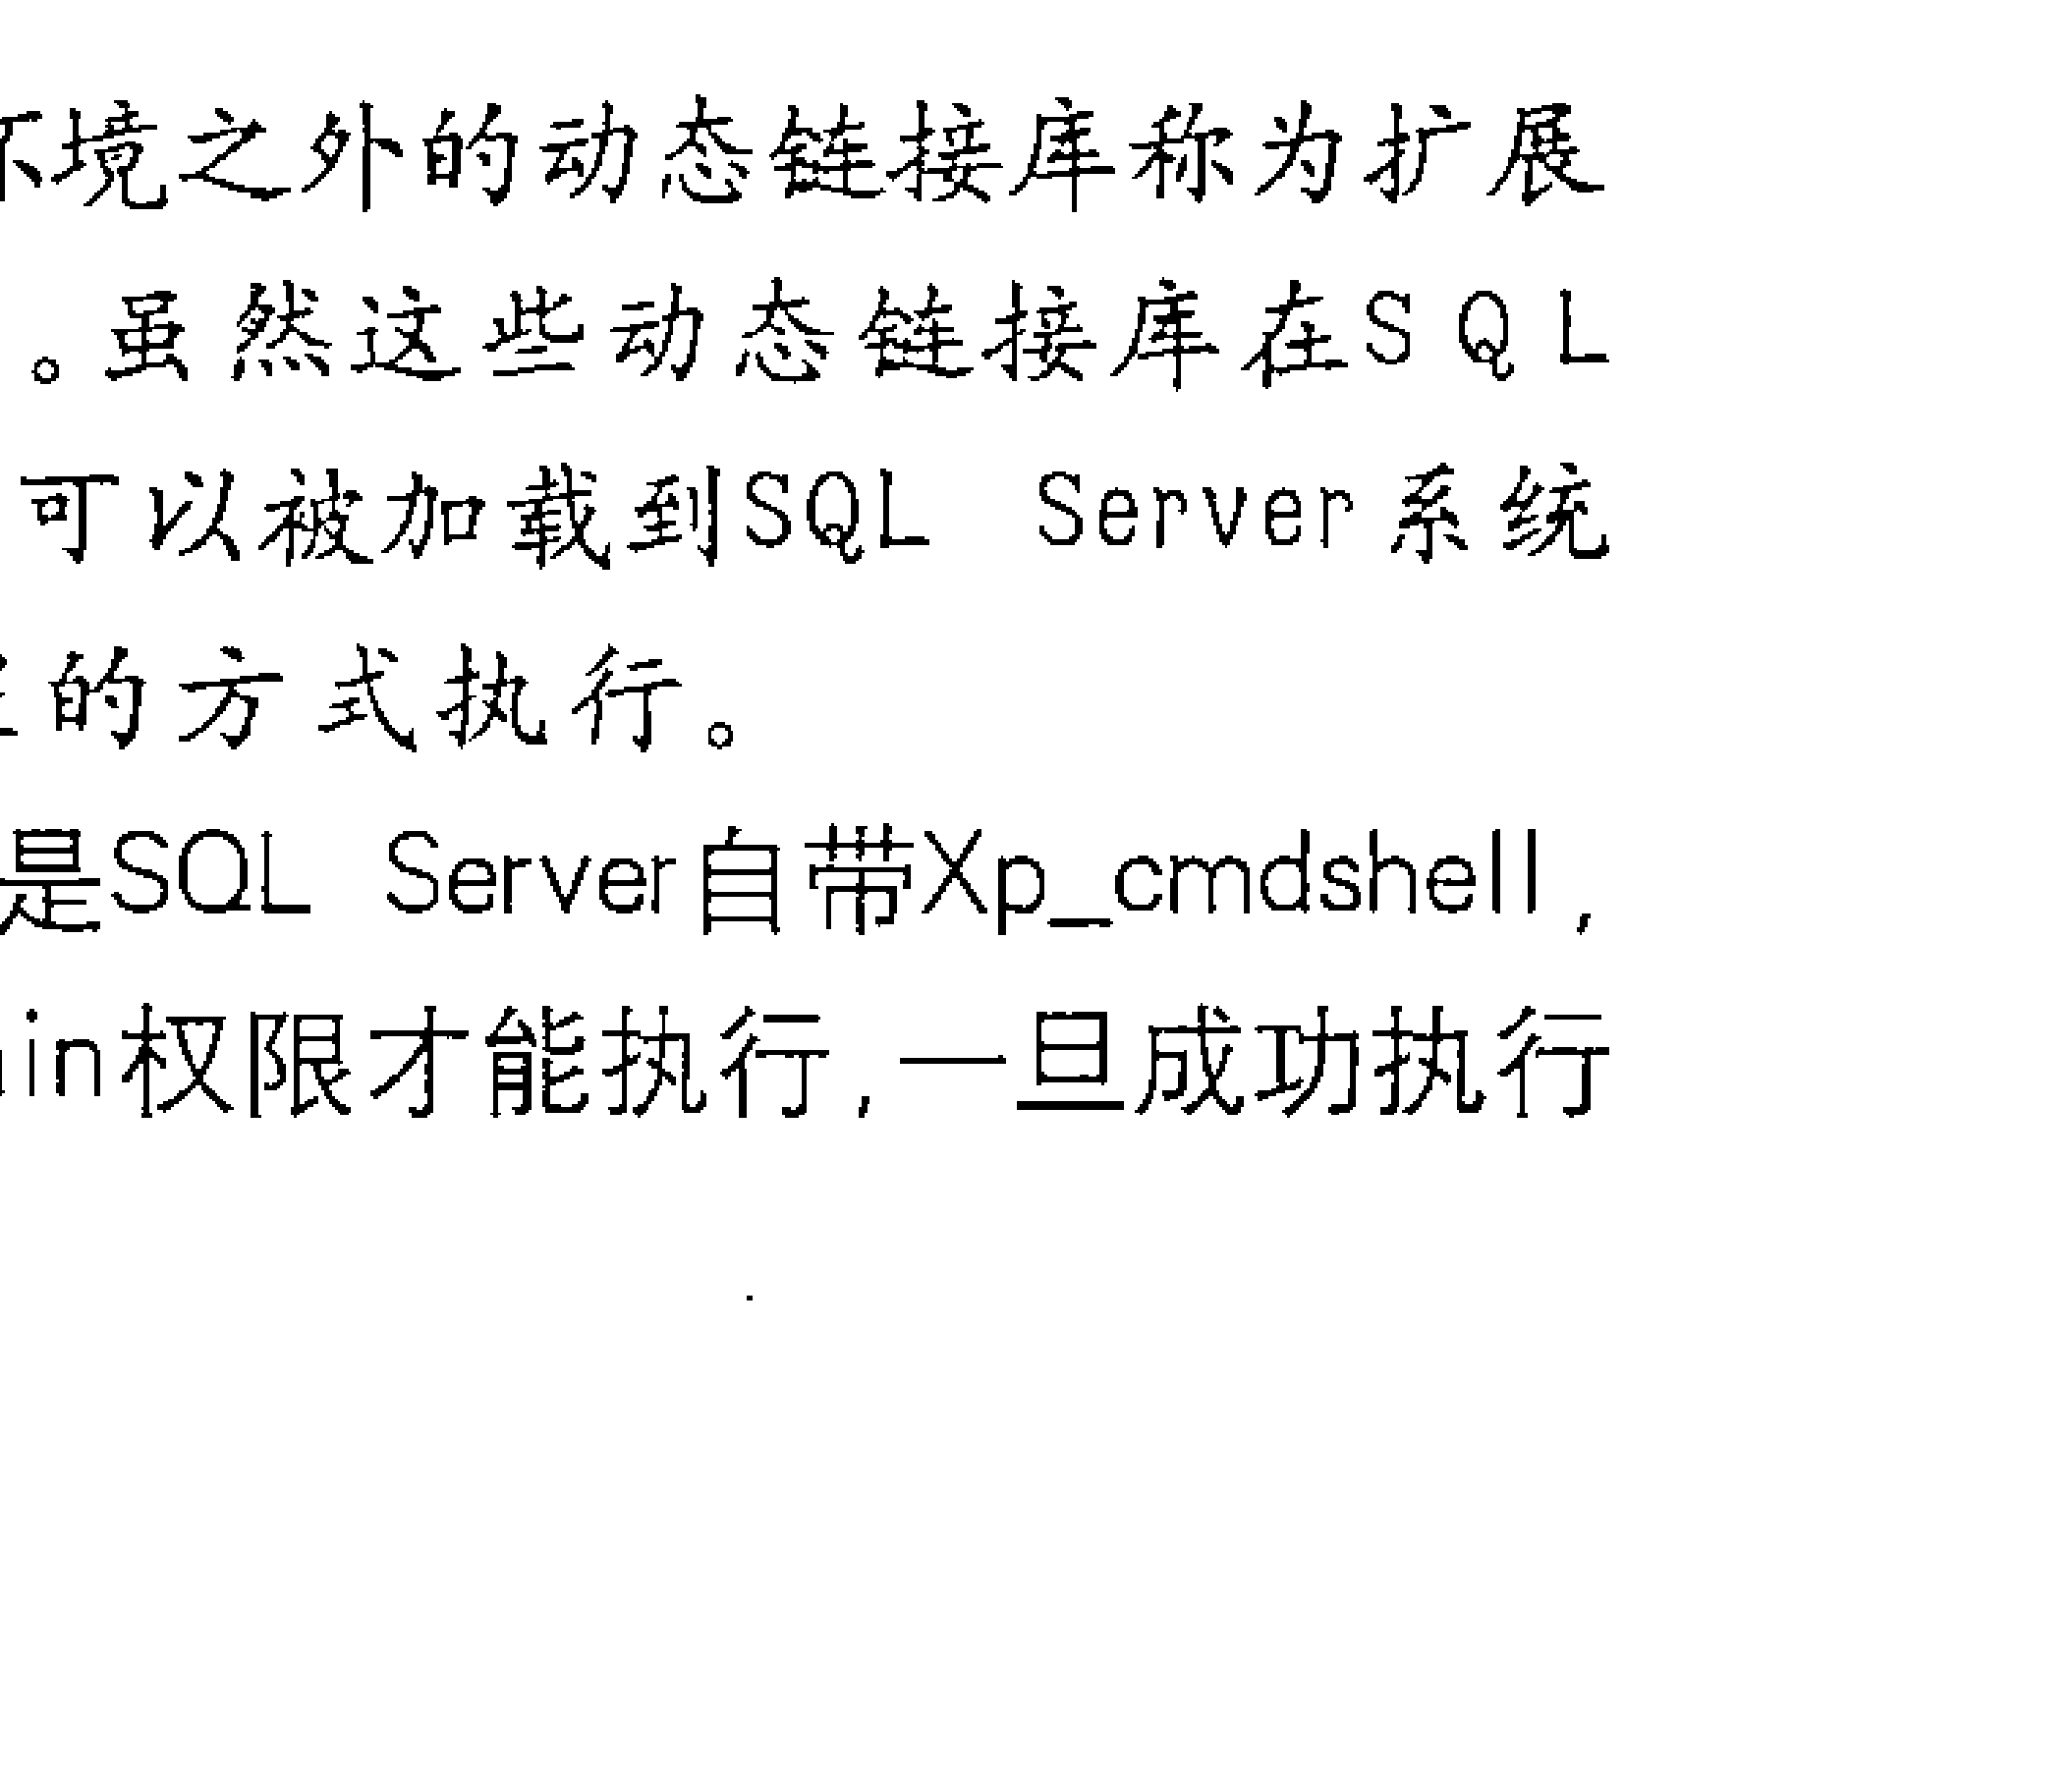 境之外的动态链接库称为扩展
。虽然这些动态链接库在SQL
可以被加载到SQL Server系统
的方式执行。
是SQL Server自带Xp_cmdshell,
in权限才能执行,一旦成功执行